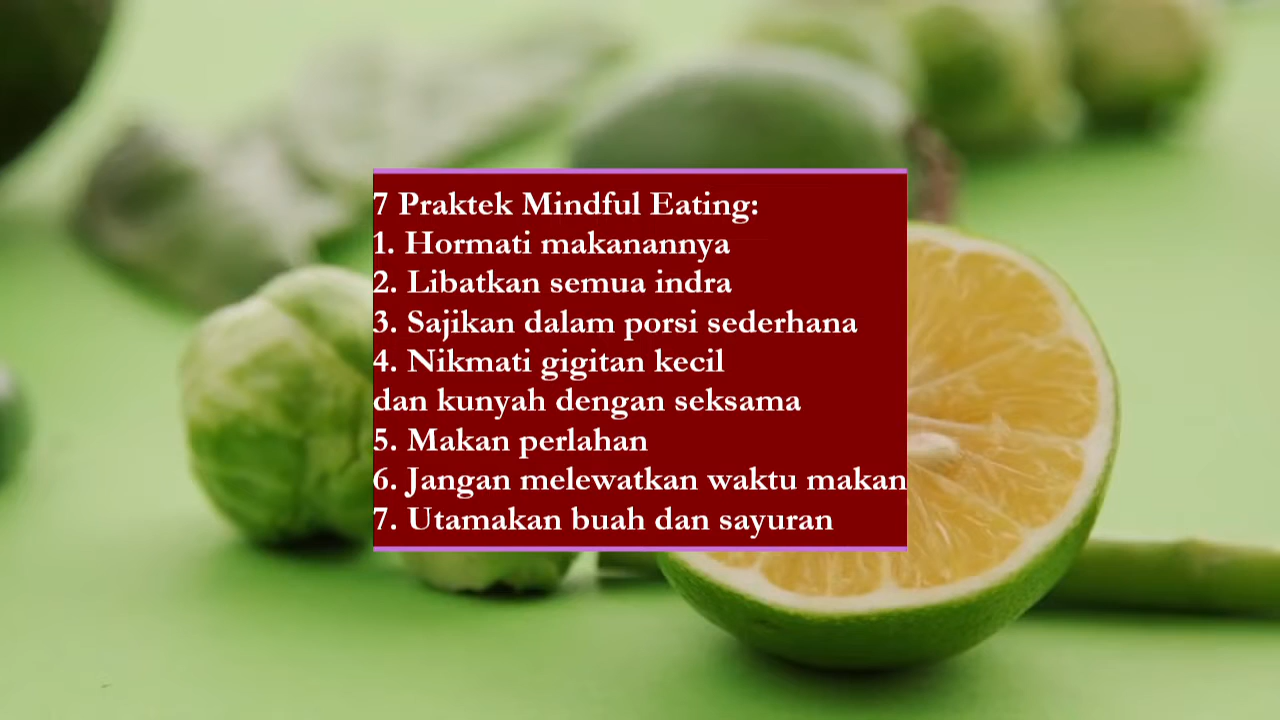 7 Praktek Mindful Eating:
1. Hormati makanannya
2. Libatkan semua indra
3. Sajikan dalam porsi sederhana
4. Nikmati gigitan kecil
dan kunyah dengan seksama
5. Makan perlahan
6. Jangan melewatkan waktu makan
7. Utamakan buah dan sayuran